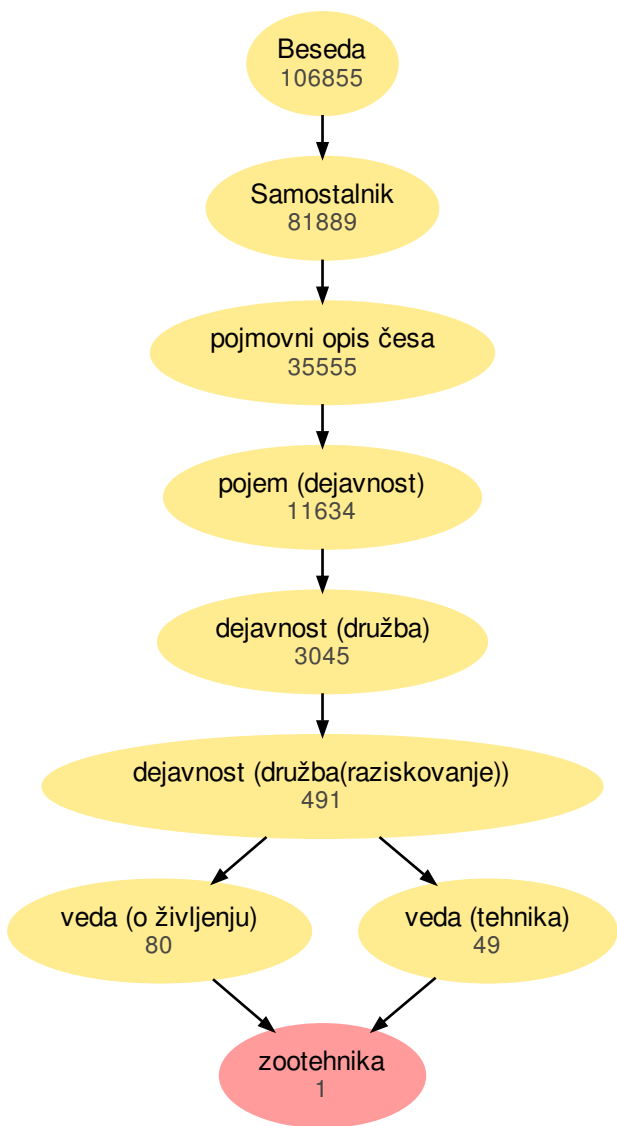 Beseda
106855
Samostalnik
81889
pojmovni opis česa
35555
pojem (dejavnost)
11634
dejavnost (družba)
3045
dejavnost (družba(raziskovanje))
491
veda (o življenju)
80
veda (tehnika)
49
zootehnika
1